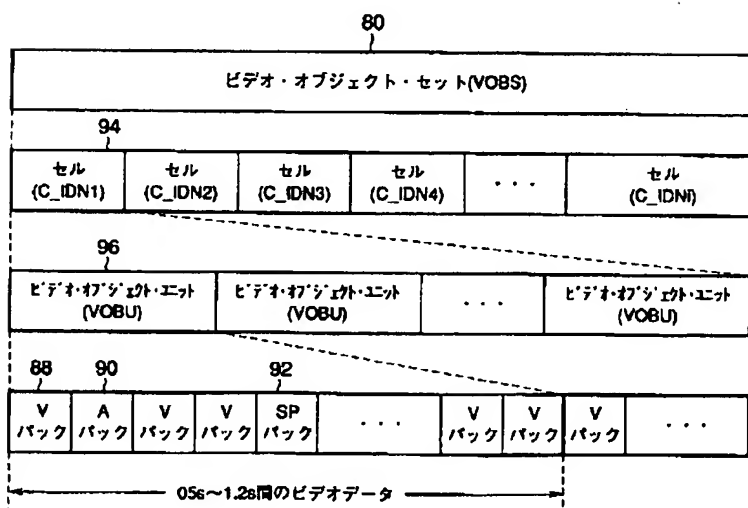 80
ビデオ・オブジェクト・セット(VOBS)
94
セル セル セル セル ・・・ セル
(C_IDN1) (C_IDN2) (C_IDN3) (C_IDN4) (C_IDNi)
96
ビデオ・オブジェクト・ユニット ビデオ・オブジェクト・ユニット ・・・ ビデオ・オブジェクト・ユニット
(VOBU) (VOBU) (VOBU)
88 90 92
V A V V SP ・・・ V V V ・・・
パック パック パック パック パック パック パック パック
05s～1.2s間のビデオデータ